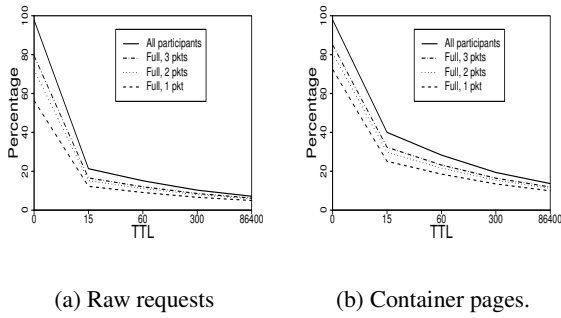 100
80
60
40
20
0
Percentage
All participants
Full, 3 pkts
Full, 2 pkts
Full, 1 pkt
0 15 60 300 86400
TTL
(a) Raw requests
100
80
60
40
20
0
Percentage
All participants
Full, 3 pkts
Full, 2 pkts
Full, 1 pkt
0 15 60 300 86400
TTL
(b) Container pages.